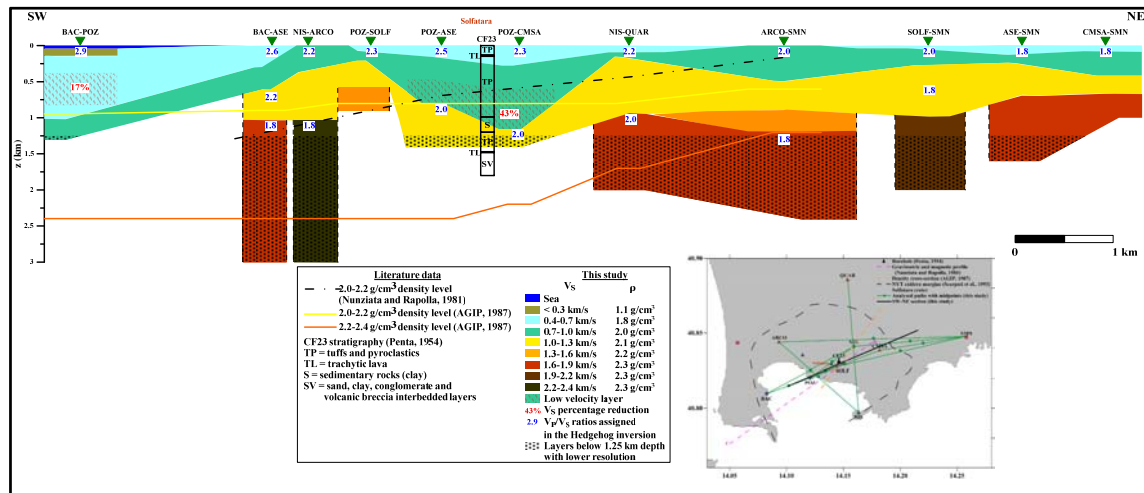 SW
NE
Solfatara
BAC-POZ
BAC-ASE
NIS-ARCO
POZ-SOLF
POZ-ASE
CF23
POZ-CMSA
NIS-QUAR
ARCO-SMN
SOLF-SMN
ASE-SMN
CMSA-SMN
2.9
2.6
2.2
2.3
2.5
TP
2.3
2.2
2.0
2.0
1.8
1.8
TL
TP
17%
2.2
2.0
43%
1.8
1.8
1.8
S
2.0
1.8
TL
SV
0
0.5
1
1.5
2
2.5
3
z (km)
0
1 km
Literature data
2.0-2.2 g/cm3 density level
(Nunziata and Rapolla, 1981)
2.0-2.2 g/cm3 density level (AGIP, 1987)
2.2-2.4 g/cm3 density level (AGIP, 1987)
CF23 stratigraphy (Penta, 1954)
TP = tuffs and pyroclastics
TL = trachytic lava
S = sedimentary rocks (clay)
SV = sand, clay, conglomerate and
volcanic breccia interbedded layers
This study
VS ρ
Sea
< 0.3 km/s 1.1 g/cm3
0.4-0.7 km/s 1.8 g/cm3
0.7-1.0 km/s 2.0 g/cm3
1.0-1.3 km/s 2.1 g/cm3
1.3-1.6 km/s 2.2 g/cm3
1.6-1.9 km/s 2.3 g/cm3
1.9-2.2 km/s 2.3 g/cm3
2.2-2.4 km/s 2.3 g/cm3
Low velocity layer
43% VS percentage reduction
2.9 VP/VS ratios assigned
in the Hedgehog inversion
Layers below 1.25 km depth
with lower resolution
SW-NE section (this study)
QUAR
ARCO
SOLF
BAC
14.05
14.10
14.15
14.20
14.25